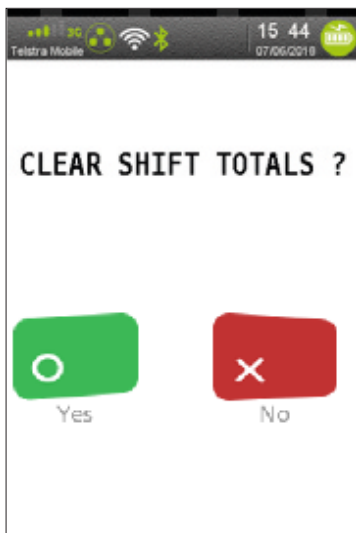 3G 15 44
Telstra Mobile 07/06/2018
CLEAR SHIFT TOTALS ?
Yes No